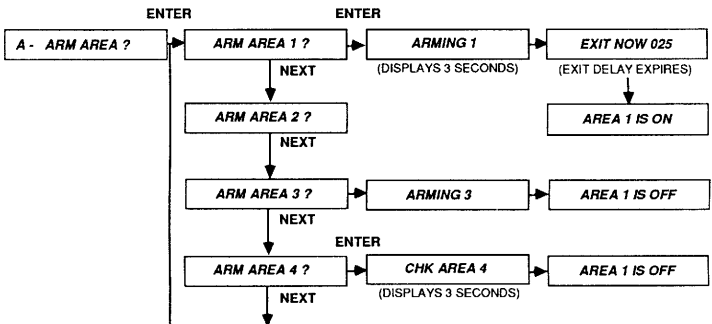 ENTER ENTER
A - ARM AREA ? ARM AREA 1 ? ARMING 1 EXIT NOW 025
NEXT (DISPLAYS 3 SECONDS) (EXIT DELAY EXPIRES)
ARM AREA 2 ? AREA 1 IS ON
NEXT
ARM AREA 3 ? ARMING 3 AREA 1 IS OFF
NEXT ENTER
ARM AREA 4 ? CHK AREA 4 AREA 1 IS OFF
NEXT (DISPLAYS 3 SECONDS)